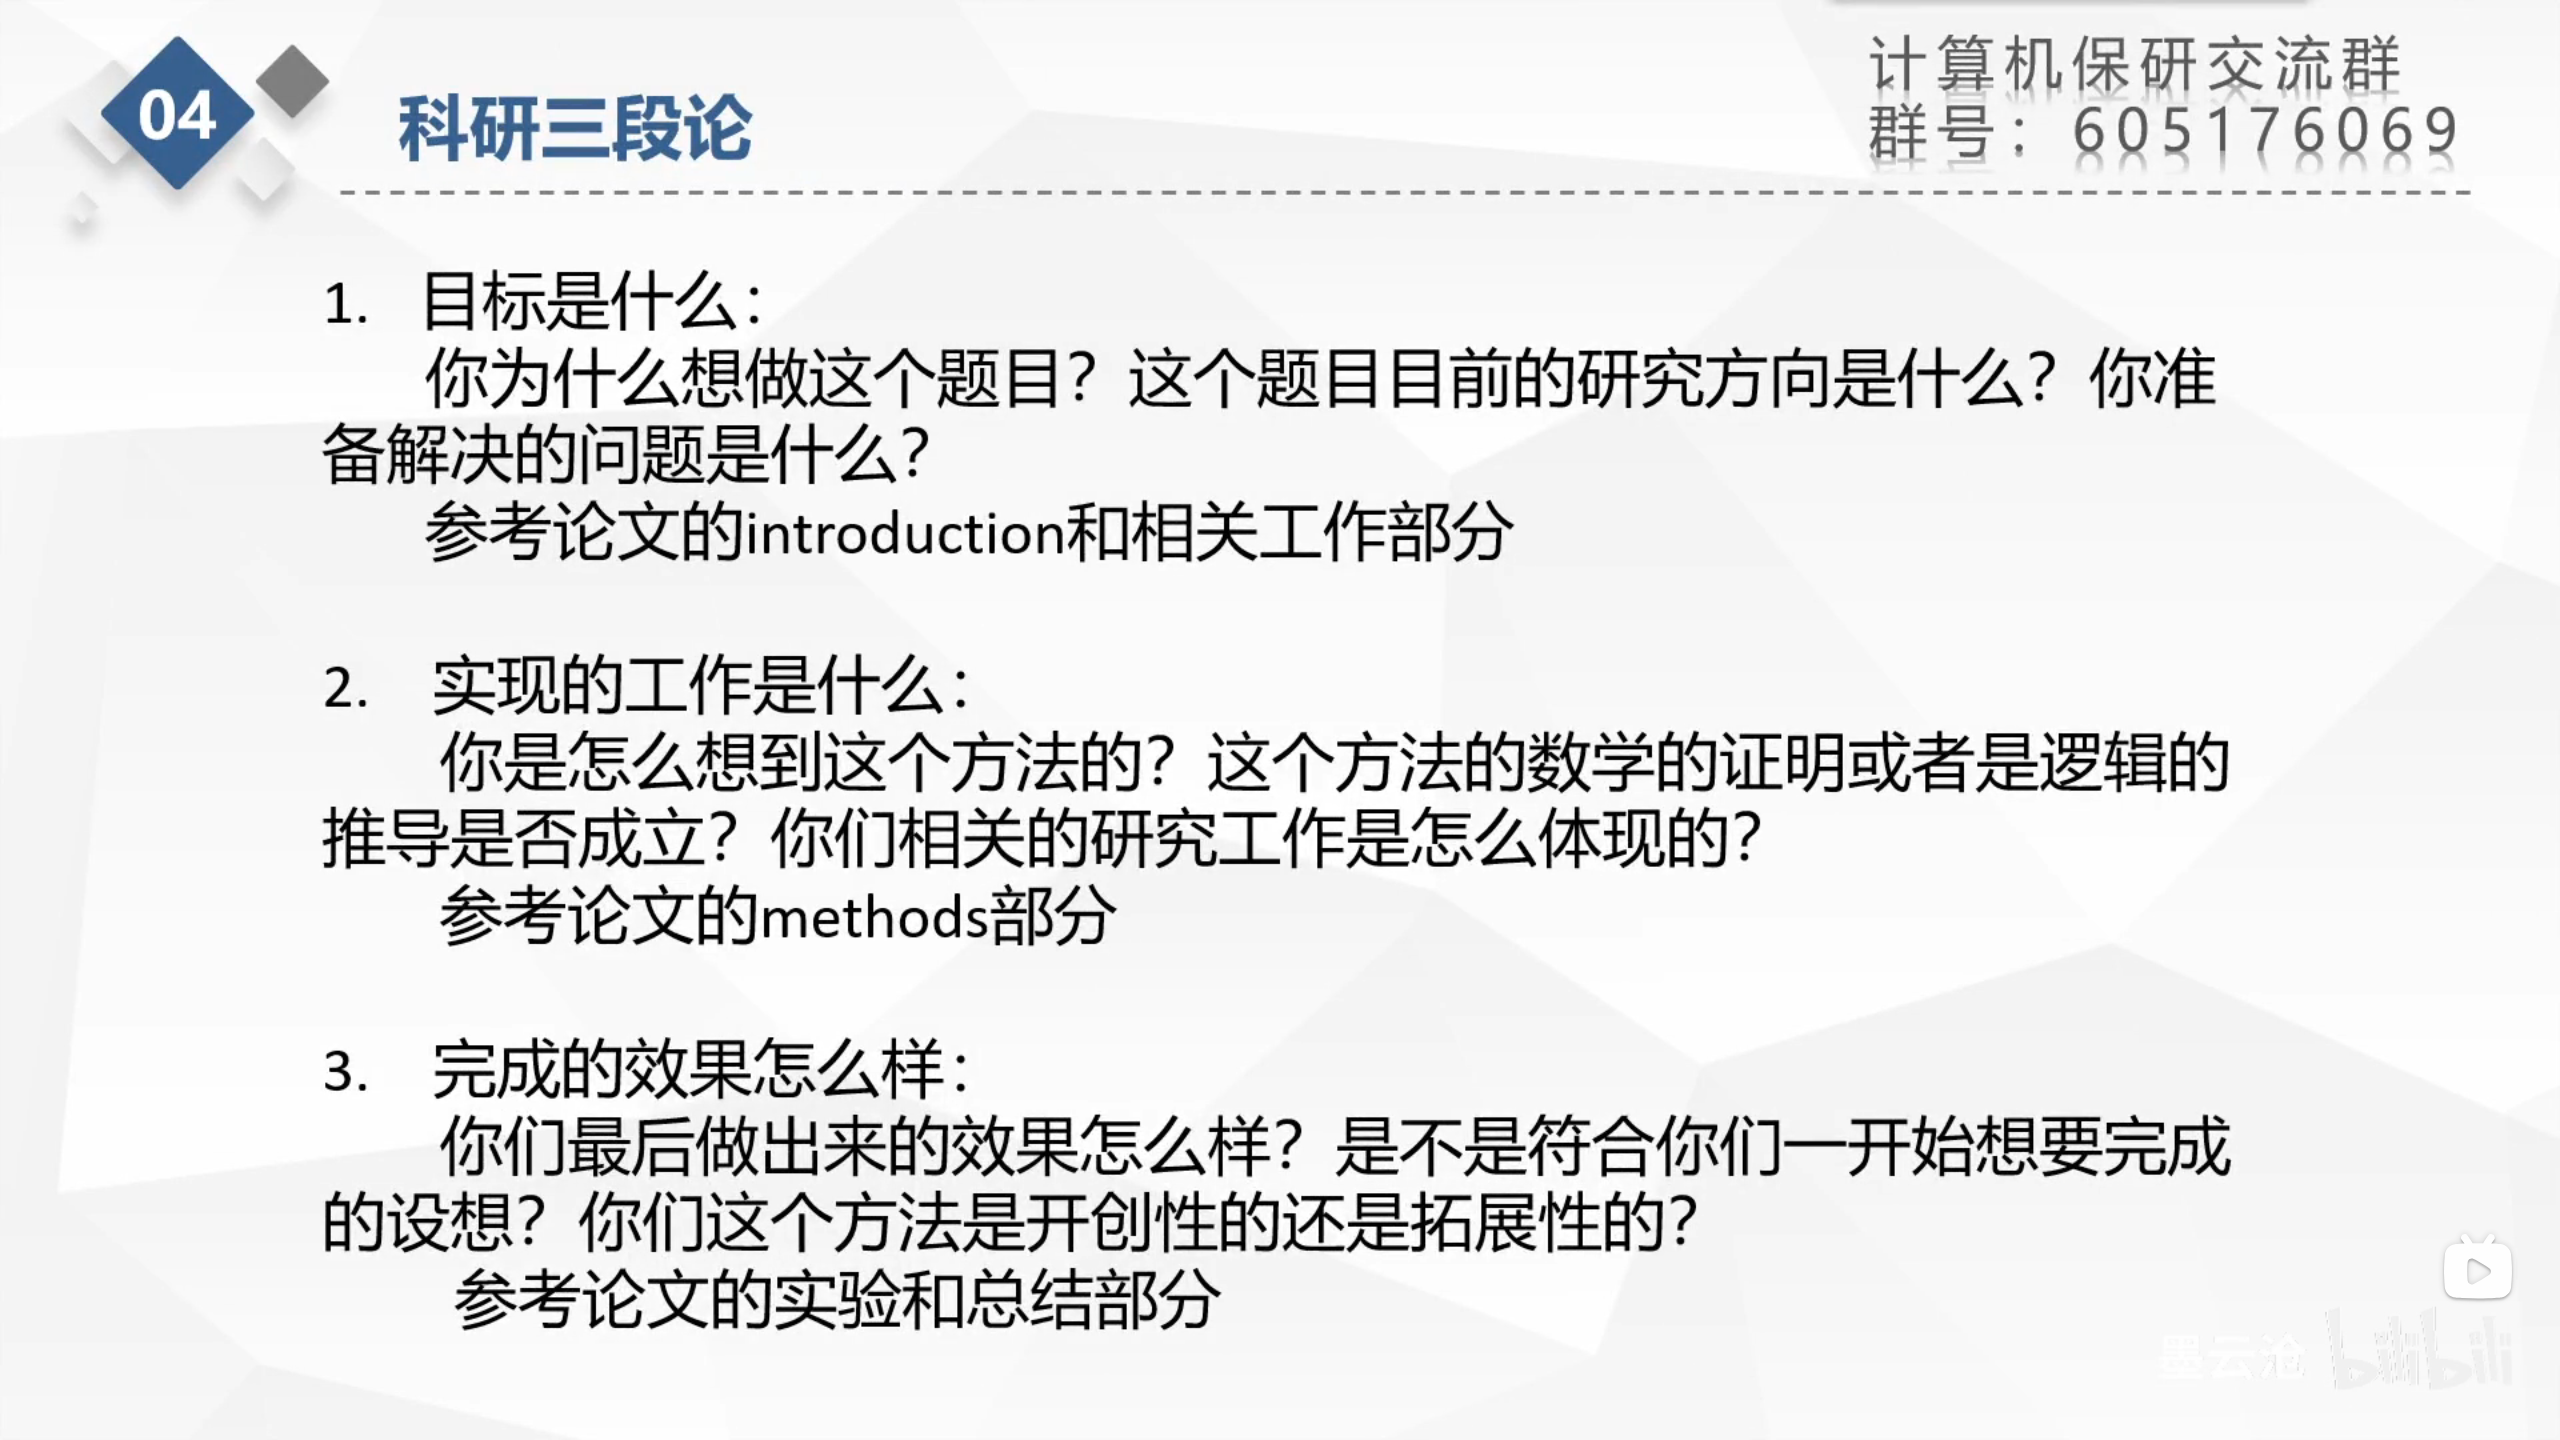 04
科研三段论
计算机保研交流群
群号：605176069
1. 目标是什么：
你为什么想做这个题目？这个题目目前的研究方向是什么？你准
备解决的问题是什么？
参考论文的introduction和相关工作部分
2. 实现的工作是什么：
你是怎么想到这个方法的？这个方法的数学的证明或者是逻辑的
推导是否成立？你们相关的研究工作是怎么体现的？
参考论文的methods部分
3. 完成的效果怎么样：
你们最后做出来的效果怎么样？是不是符合你们一开始想要完成
的设想？你们这个方法是开创性的还是拓展性的？
参考论文的实验和总结部分
墨云沧 bilibili